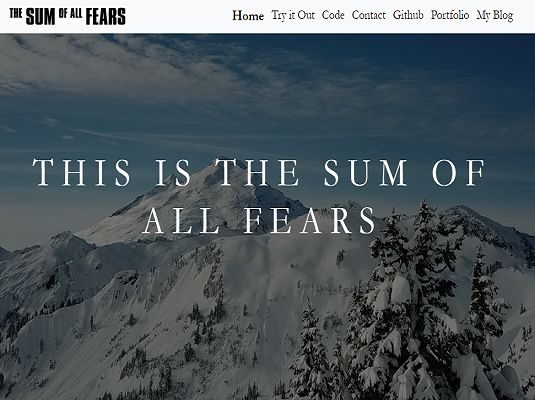 THE SUM OF ALL FEARS
Home Try it Out Code Contact Github Portfolio My Blog
THIS IS THE SUM OF
ALL FEARS